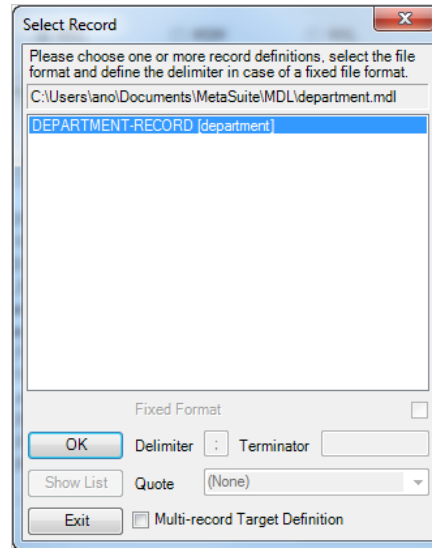 Select Record
Please choose one or more record definitions, select the file
format and define the delimiter in case of a fixed file format.
C:\Users\ano\Documents\MetaSuite\MDL\department.mdl
DEPARTMENT-RECORD [department]
Fixed Format
OK Delimiter ; Terminator
Show List Quote (None)
Exit Multi-record Target Definition